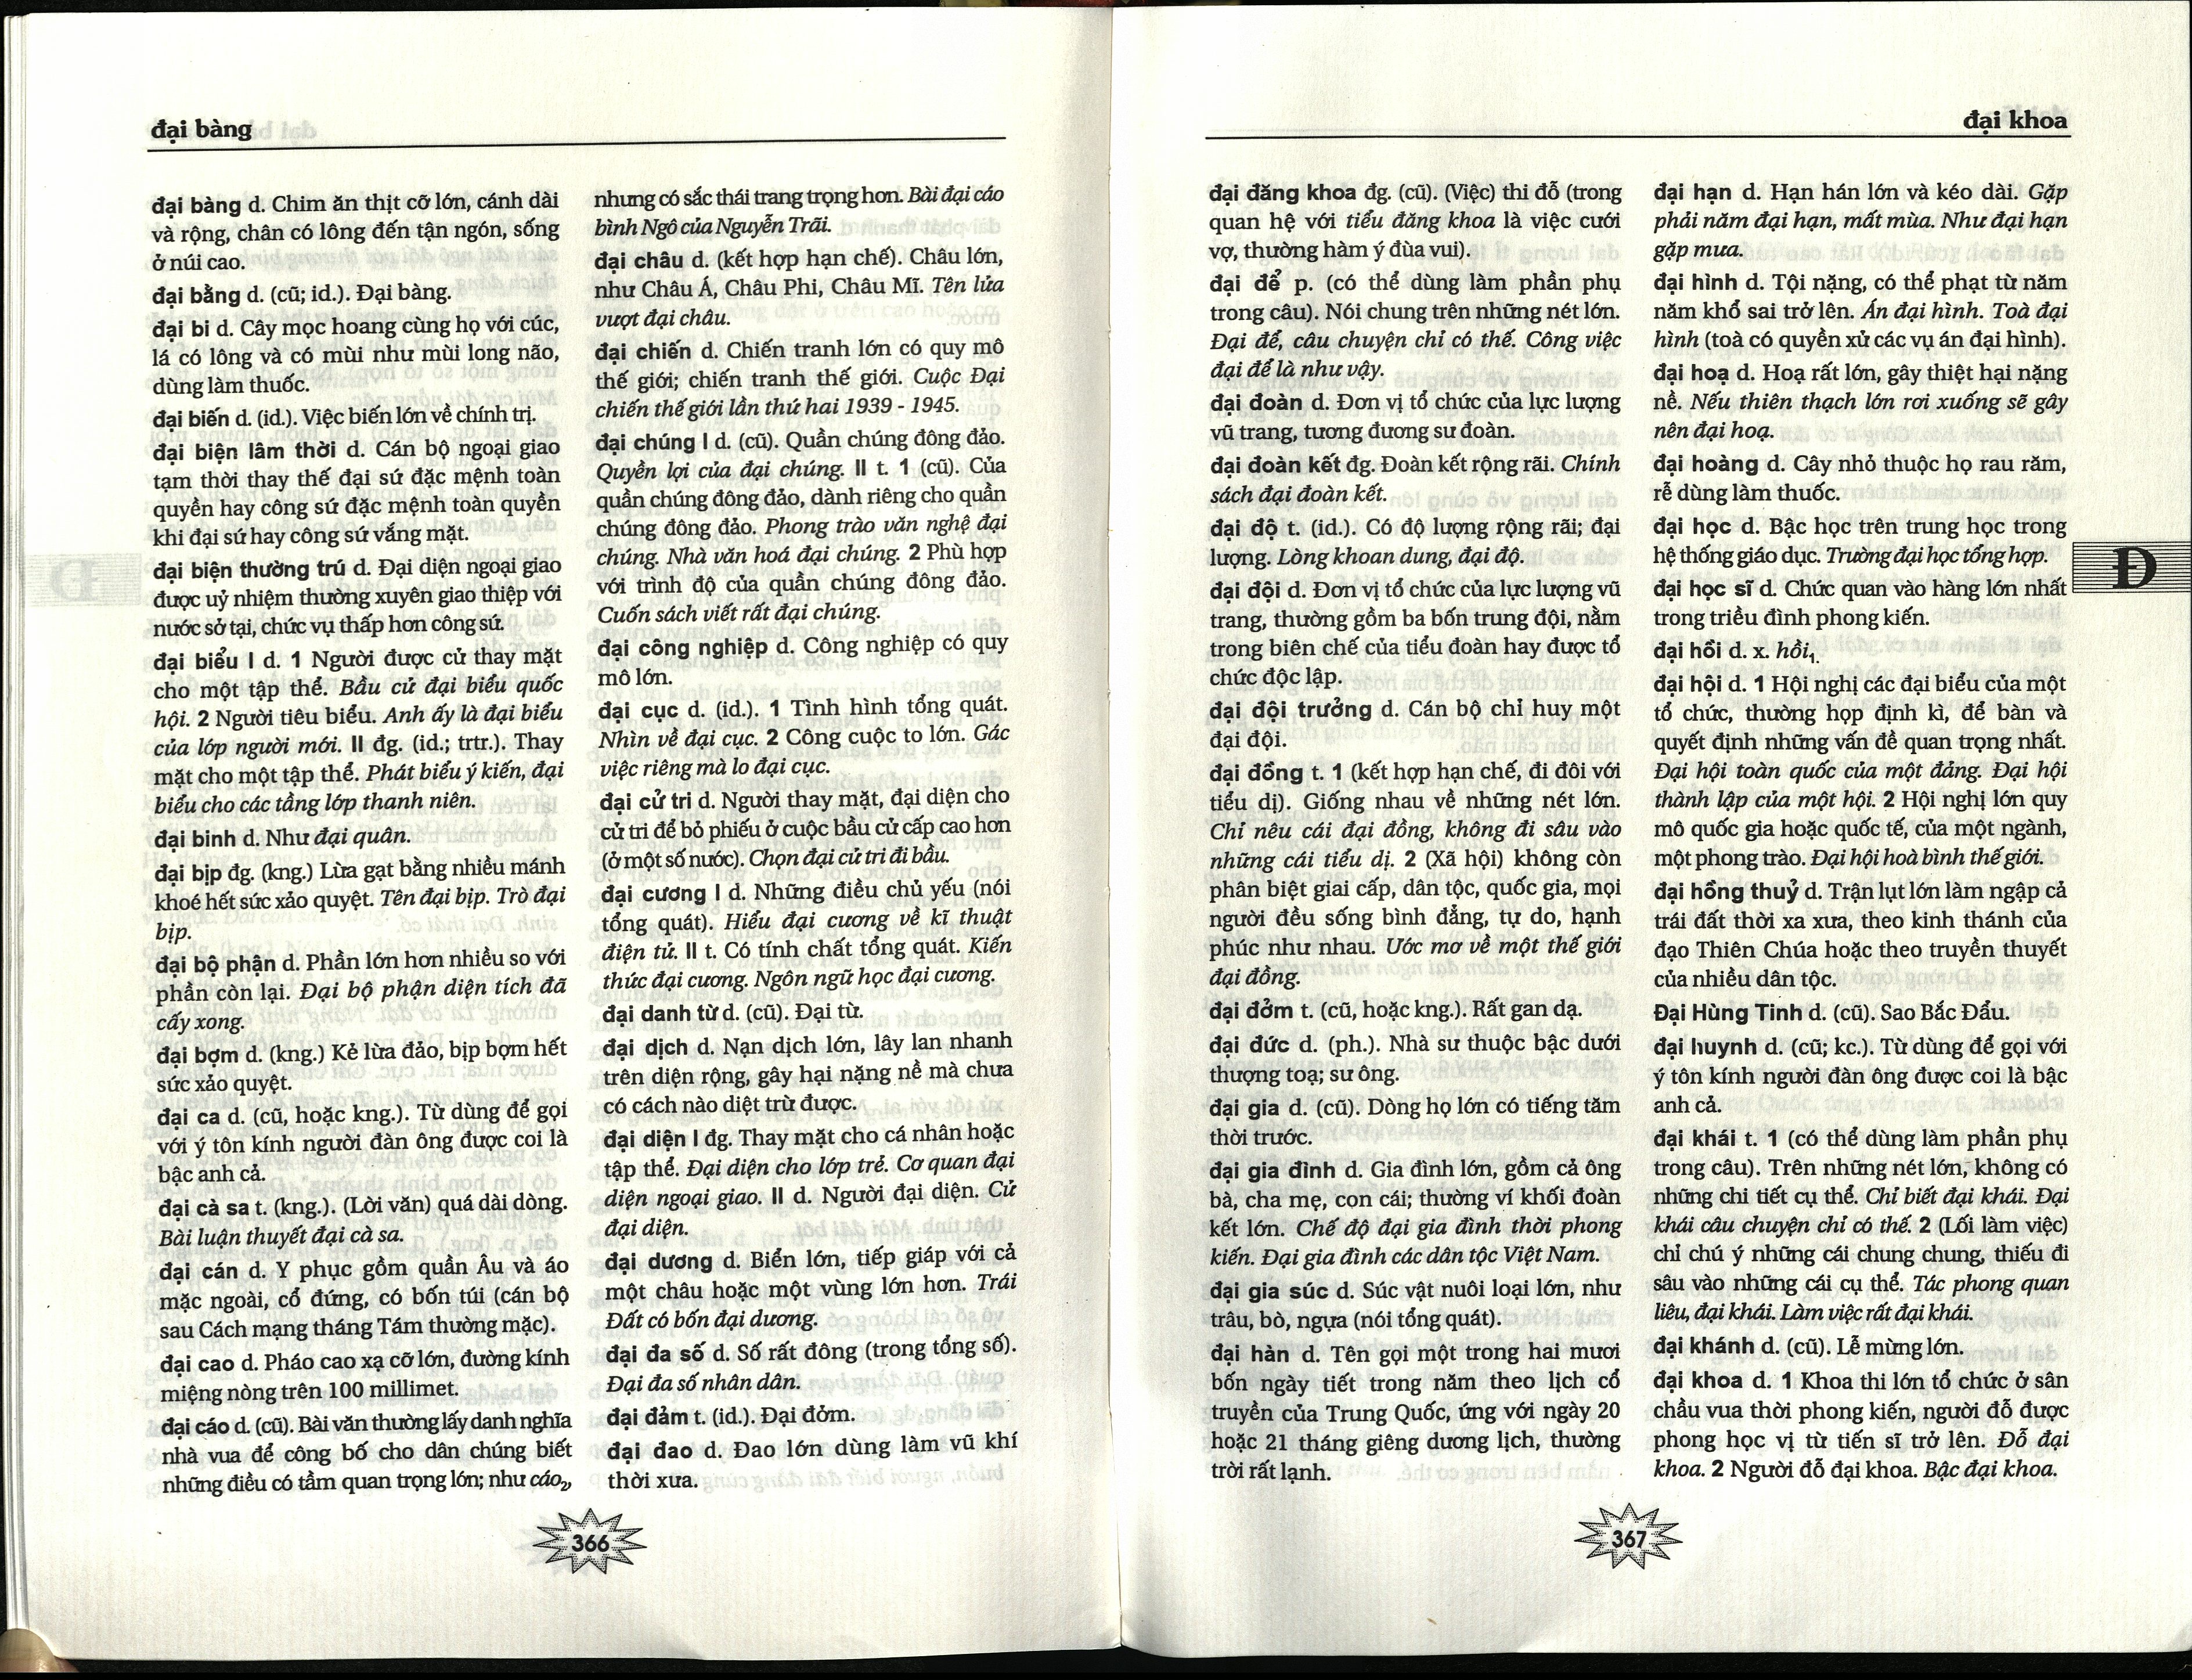 đại bàng
đại bàng d. Chim ăn thịt cỡ lớn, cánh dài
và rộng, chân có lông đến tận ngón, sống
ở núi cao.
đại bằng d. (cũ; id.). Đại bàng.
đại bi d. Cây mọc hoang cùng họ với cúc,
lá có lông và có mùi như mùi long não,
dùng làm thuốc.
đại biến d. (id.). Việc biến lớn về chính trị.
đại biện lâm thời d. Cán bộ ngoại giao
tạm thời thay thế đại sứ đặc mệnh toàn
quyền hay công sứ đặc mệnh toàn quyền
khi đại sứ hay công sứ vắng mặt.
đại biện thường trú d. Đại diện ngoại giao
được uỷ nhiệm thường xuyên giao thiệp với
nước sở tại, chức vụ thấp hơn công sứ.
đại biểu I d. 1 Người được cử thay mặt
cho một tập thể. Bầu cử đại biểu quốc
hội. 2 Người tiêu biểu. Anh ấy là đại biểu
của lớp người mới. II đg. (id.; trtr.). Thay
mặt cho một tập thể. Phát biểu ý kiến, đại
biểu cho các tầng lớp thanh niên.
đại binh d. Như đại quân.
đại bịp đg. (kng.) Lừa gạt bằng nhiều mánh
khoé hết sức xảo quyệt. Tên đại bịp. Trò đại
bịp.
đại bộ phận d. Phần lớn hơn nhiều so với
phần còn lại. Đại bộ phận diện tích đã
cấy xong.
đại bợm d. (kng.) Kẻ lừa đảo, bịp bợm hết
sức xảo quyệt.
đại ca d. (cũ, hoặc kng.). Từ dùng để gọi
với ý tôn kính người đàn ông được coi là
bậc anh cả.
đại cà sa t. (kng.). (Lời văn) quá dài dòng.
Bài luận thuyết đại cà sa.
đại cán d. Y phục gồm quần Âu và áo
mặc ngoài, cổ đứng, có bốn túi (cán bộ
sau Cách mạng tháng Tám thường mặc).
đại cao d. Pháo cao xạ cỡ lớn, đường kính
miệng nòng trên 100 millimet.
đại cáo d. (cũ). Bài văn thường lấy danh nghĩa
nhà vua để công bố cho dân chúng biết
những điều có tầm quan trọng lớn; như cáo₂,
nhưng có sắc thái trang trọng hơn. Bài đại cáo
bình Ngô của Nguyễn Trãi.
đại châu d. (kết hợp hạn chế). Châu lớn,
như Châu Á, Châu Phi, Châu Mĩ. Tên lửa
vượt đại châu.
đại chiến d. Chiến tranh lớn có quy mô
thế giới; chiến tranh thế giới. Cuộc Đại
chiến thế giới lần thứ hai 1939 - 1945.
đại chúng I d. (cũ). Quần chúng đông đảo.
Quyền lợi của đại chúng. II t. 1 (cũ). Của
quần chúng đông đảo, dành riêng cho quần
chúng đông đảo. Phong trào văn nghệ đại
chúng. Nhà văn hoá đại chúng. 2 Phù hợp
với trình độ của quần chúng đông đảo.
Cuốn sách viết rất đại chúng.
đại công nghiệp d. Công nghiệp có quy
mô lớn.
đại cục d. (id.). 1 Tình hình tổng quát.
Nhìn về đại cục. 2 Công cuộc to lớn. Gác
việc riêng mà lo đại cục.
đại cử tri d. Người thay mặt, đại diện cho
cử tri để bỏ phiếu ở cuộc bầu cử cấp cao hơn
(ở một số nước). Chọn đại cử tri đi bầu.
đại cương I d. Những điều chủ yếu (nói
tổng quát). Hiểu đại cương về kĩ thuật
điện tử. II t. Có tính chất tổng quát. Kiến
thức đại cương. Ngôn ngữ học đại cương.
đại danh từ d. (cũ). Đại từ.
đại dịch d. Nạn dịch lớn, lây lan nhanh
trên diện rộng, gây hại nặng nề mà chưa
có cách nào diệt trừ được.
đại diện I đg. Thay mặt cho cá nhân hoặc
tập thể. Đại diện cho lớp trẻ. Cơ quan đại
diện ngoại giao. II d. Người đại diện. Cử
đại diện.
đại dương d. Biển lớn, tiếp giáp với cả
một châu hoặc một vùng lớn hơn. Trái
Đất có bốn đại dương.
đại đa số d. Số rất đông (trong tổng số).
Đại đa số nhân dân.
đại đảm t. (id.). Đại đởm.
đại đao d. Đao lớn dùng làm vũ khí
thời xưa.
366
đại khoa
đại đăng khoa đg. (cũ). (Việc) thi đỗ (trong
quan hệ với tiểu đăng khoa là việc cưới
vợ, thường hàm ý đùa vui).
đại để p. (có thể dùng làm phần phụ
trong câu). Nói chung trên những nét lớn.
Đại để, câu chuyện chỉ có thế. Công việc
đại để là như vậy.
đại đoàn d. Đơn vị tổ chức của lực lượng
vũ trang, tương đương sư đoàn.
đại đoàn kết đg. Đoàn kết rộng rãi. Chính
sách đại đoàn kết.
đại độ t. (id.). Có độ lượng rộng rãi; đại
lượng. Lòng khoan dung, đại độ.
đại đội d. Đơn vị tổ chức của lực lượng vũ
trang, thường gồm ba bốn trung đội, nằm
trong biên chế của tiểu đoàn hay được tổ
chức độc lập.
đại đội trưởng d. Cán bộ chỉ huy một
đại đội.
đại đồng t. 1 (kết hợp hạn chế, đi đôi với
tiểu dị). Giống nhau về những nét lớn.
Chỉ nêu cái đại đồng, không đi sâu vào
những cái tiểu dị. 2 (Xã hội) không còn
phân biệt giai cấp, dân tộc, quốc gia, mọi
người đều sống bình đẳng, tự do, hạnh
phúc như nhau. Ước mơ về một thế giới
đại đồng.
đại đởm t. (cũ, hoặc kng.). Rất gan dạ.
đại đức d. (ph.). Nhà sư thuộc bậc dưới
thượng toạ; sư ông.
đại gia d. (cũ). Dòng họ lớn có tiếng tăm
thời trước.
đại gia đình d. Gia đình lớn, gồm cả ông
bà, cha mẹ, con cái; thường ví khối đoàn
kết lớn. Chế độ đại gia đình thời phong
kiến. Đại gia đình các dân tộc Việt Nam.
đại gia súc d. Súc vật nuôi loại lớn, như
trâu, bò, ngựa (nói tổng quát).
đại hàn d. Tên gọi một trong hai mươi
bốn ngày tiết trong năm theo lịch cổ
truyền của Trung Quốc, ứng với ngày 20
hoặc 21 tháng giêng dương lịch, thường
trời rất lạnh.
đại hạn d. Hạn hán lớn và kéo dài. Gặp
phải năm đại hạn, mất mùa. Như đại hạn
gặp mưa.
đại hình d. Tội nặng, có thể phạt từ năm
năm khổ sai trở lên. Án đại hình. Toà đại
hình (toà có quyền xử các vụ án đại hình).
đại hoạ d. Hoạ rất lớn, gây thiệt hại nặng
nề. Nếu thiên thạch lớn rơi xuống sẽ gây
nên đại hoạ.
đại hoàng d. Cây nhỏ thuộc họ rau răm,
rễ dùng làm thuốc.
đại học d. Bậc học trên trung học trong
hệ thống giáo dục. Trường đại học tổng hợp.
đại học sĩ d. Chức quan vào hàng lớn nhất
trong triều đình phong kiến.
đại hồi d. x. hồi₁.
đại hội d. 1 Hội nghị các đại biểu của một
tổ chức, thường họp định kì, để bàn và
quyết định những vấn đề quan trọng nhất.
Đại hội toàn quốc của một đảng. Đại hội
thành lập của một hội. 2 Hội nghị lớn quy
mô quốc gia hoặc quốc tế, của một ngành,
một phong trào. Đại hội hoà bình thế giới.
đại hồng thuỷ d. Trận lụt lớn làm ngập cả
trái đất thời xa xưa, theo kinh thánh của
đạo Thiên Chúa hoặc theo truyền thuyết
của nhiều dân tộc.
Đại Hùng Tinh d. (cũ). Sao Bắc Đẩu.
đại huynh d. (cũ; kc.). Từ dùng để gọi với
ý tôn kính người đàn ông được coi là bậc
anh cả.
đại khái t. 1 (có thể dùng làm phần phụ
trong câu). Trên những nét lớn, không có
những chi tiết cụ thể. Chỉ biết đại khái. Đại
khái câu chuyện chỉ có thế. 2 (Lối làm việc)
chỉ chú ý những cái chung chung, thiếu đi
sâu vào những cái cụ thể. Tác phong quan
liêu, đại khái. Làm việc rất đại khái.
đại khánh d. (cũ). Lễ mừng lớn.
đại khoa d. 1 Khoa thi lớn tổ chức ở sân
chầu vua thời phong kiến, người đỗ được
phong học vị từ tiến sĩ trở lên. Đỗ đại
khoa. 2 Người đỗ đại khoa. Bậc đại khoa.
Đ
367